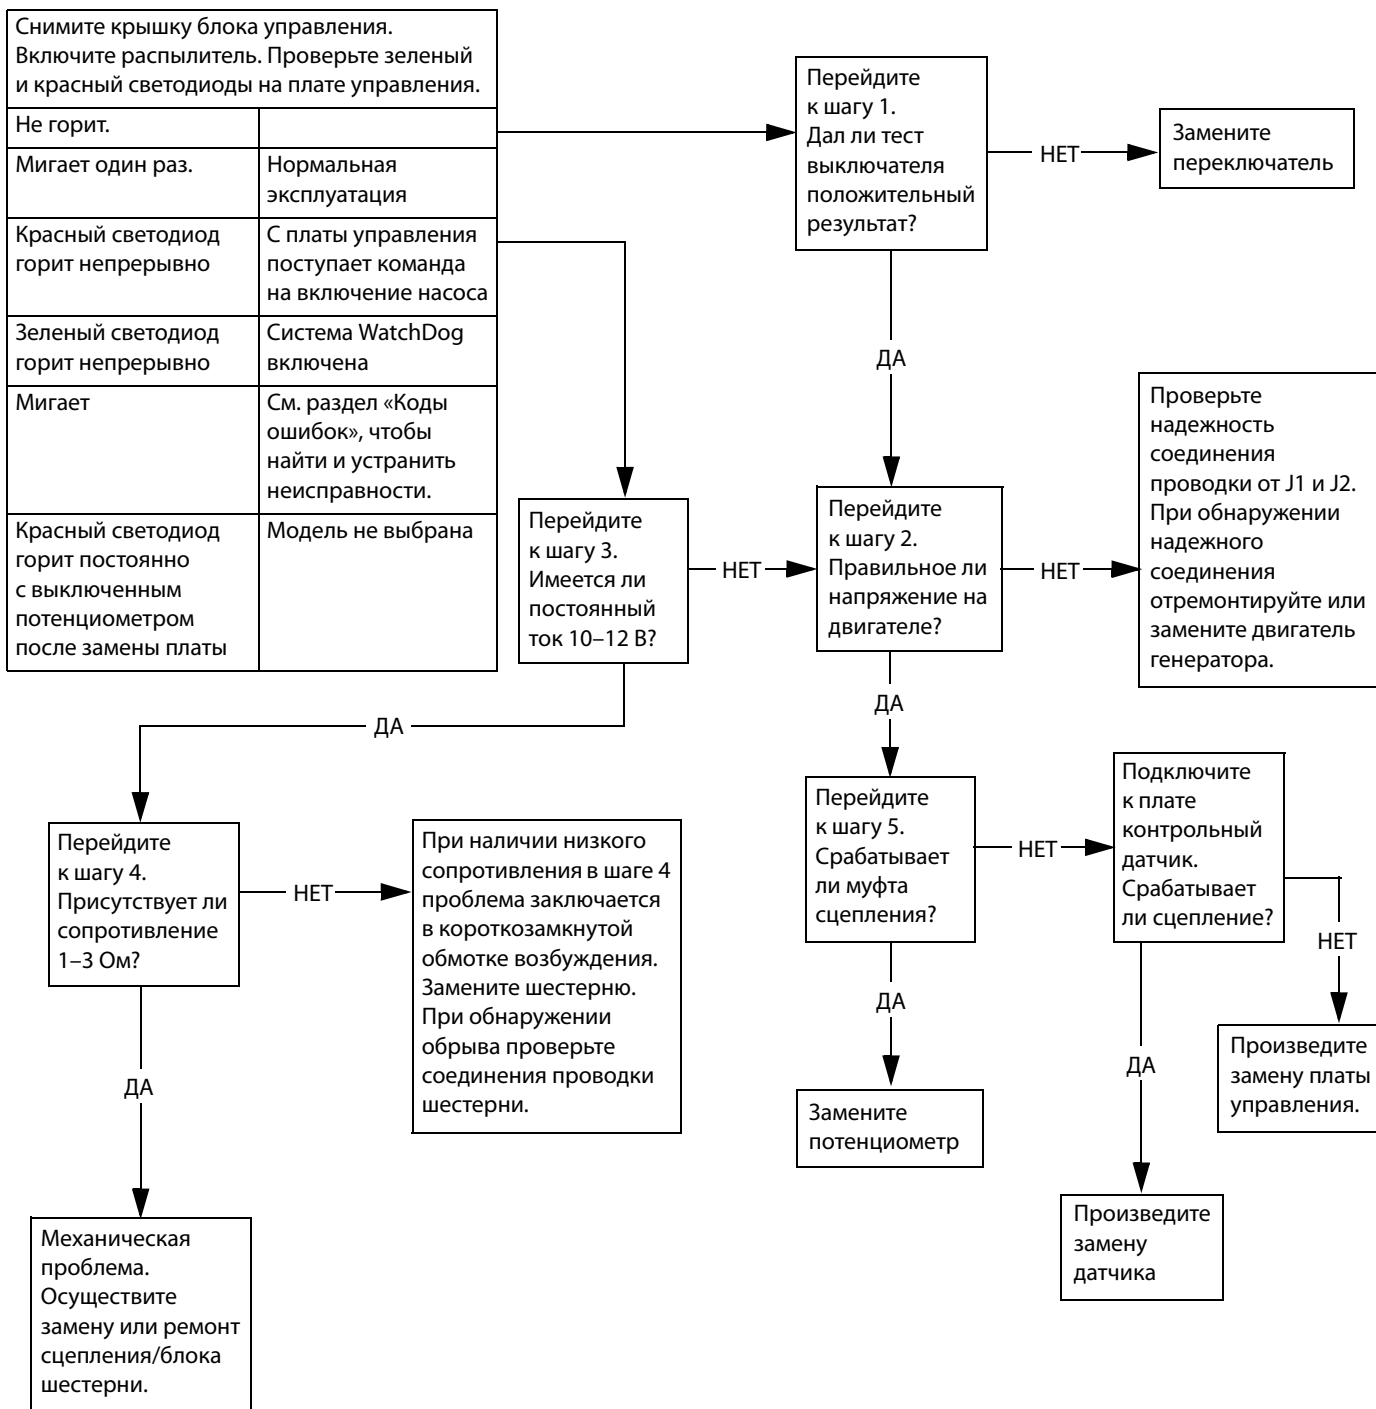 Снимите крышку блока управления.
Включите распылитель. Проверьте зеленый
и красный светодиоды на плате управления.
Не горит.
Мигает один раз.
Нормальная
эксплуатация
Красный светодиод
горит непрерывно
С платы управления
поступает команда
на включение насоса
Зеленый светодиод
горит непрерывно
Система WatchDog
включена
Мигает
См. раздел «Коды
ошибок», чтобы
найти и устранить
неисправности.
Красный светодиод
горит постоянно
с выключенным
потенциометром
после замены платы
Модель не выбрана
Перейдите
к шагу 1.
Дал ли тест
выключателя
положительный
результат?
НЕТ
Замените
переключатель
ДА
Перейдите
к шагу 3.
Имеется ли
постоянный
ток 10–12 В?
НЕТ
Перейдите
к шагу 2.
Правильное ли
напряжение на
двигателе?
НЕТ
Проверьте
надежность
соединения
проводки от J1 и J2.
При обнаружении
надежного
соединения
отремонтируйте или
замените двигатель
генератора.
ДА
ДА
Перейдите
к шагу 4.
Присутствует ли
сопротивление
1–3 Ом?
НЕТ
При наличии низкого
сопротивления в шаге 4
проблема заключается
в короткозамкнутой
обмотке возбуждения.
Замените шестерню.
При обнаружении
обрыва проверьте
соединения проводки
шестерни.
Перейдите
к шагу 5.
Срабатывает
ли муфта
сцепления?
НЕТ
Подключите
к плате
контрольный
датчик.
Срабатывает
ли сцепление?
НЕТ
ДА
ДА
ДА
Произведите
замену платы
управления.
Замените
потенциометр
Произведите
замену
датчика
Механическая
проблема.
Осуществите
замену или ремонт
сцепления/блока
шестерни.